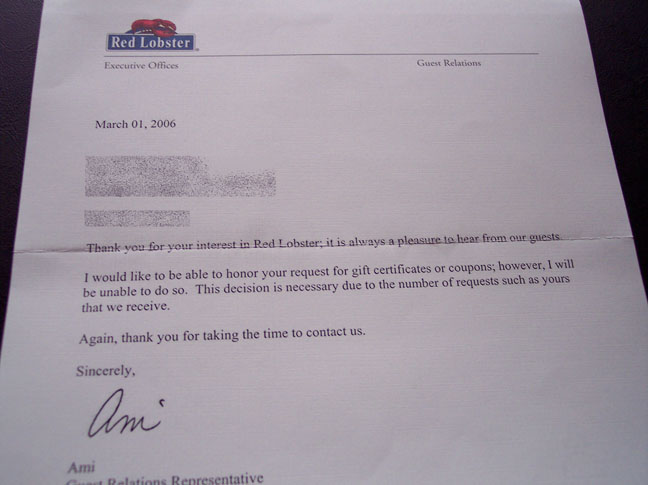 Red Lobster
Executive Offices
Guest Relations
March 01, 2006
Thank you for your interest in Red Lobster; it is always a pleasure to hear from our guests.
I would like to be able to honor your request for gift certificates or coupons; however, I will
be unable to do so. This decision is necessary due to the number of requests such as yours
that we receive.
Again, thank you for taking the time to contact us.
Sincerely,
Ami
Ami
Guest Relations Representative